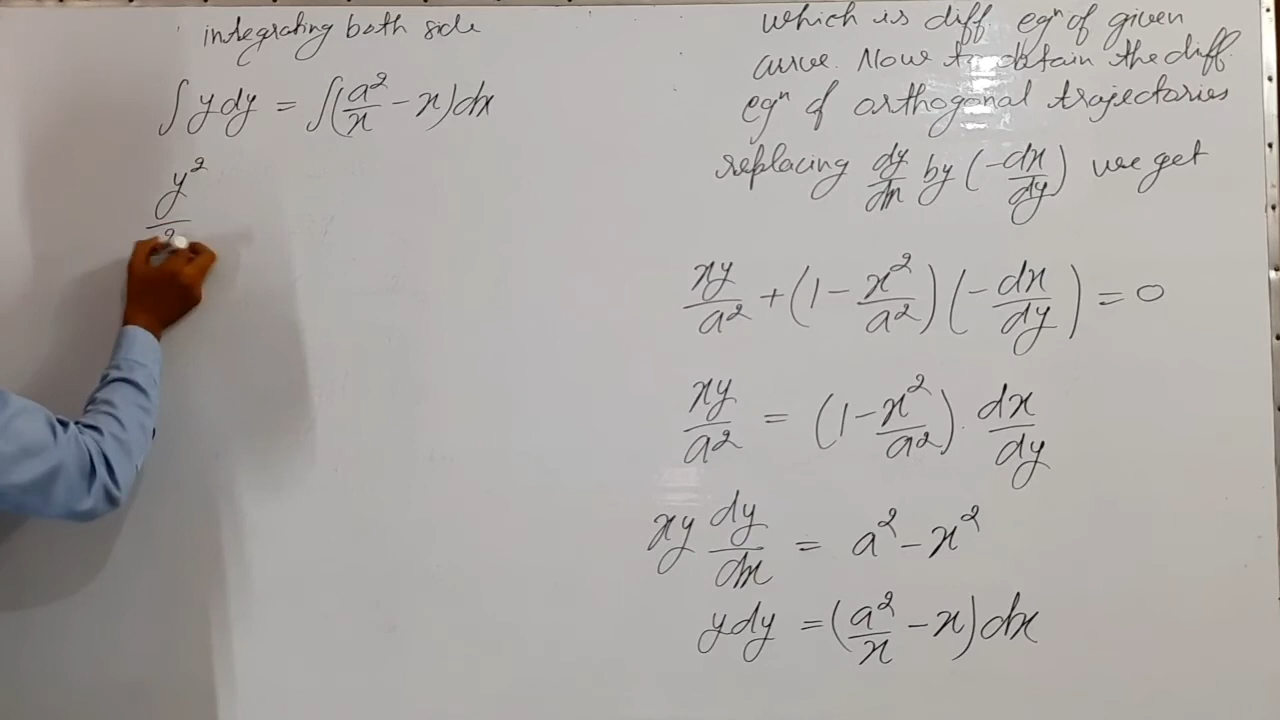 integrating both side
∫ y dy = ∫(a²/x - x) dx
y²/2
which is diff. eqⁿ of given
curve. Now to obtain the diff
eqⁿ of orthogonal trajectories
replacing dy/dx by (-dx/dy) we get
xy/a² + (1 - x²/a²)(-dx/dy) = 0
xy/a² = (1 - x²/a²) . dx/dy
xy dy/dx = a² - x²
y dy = (a²/x - x) dx